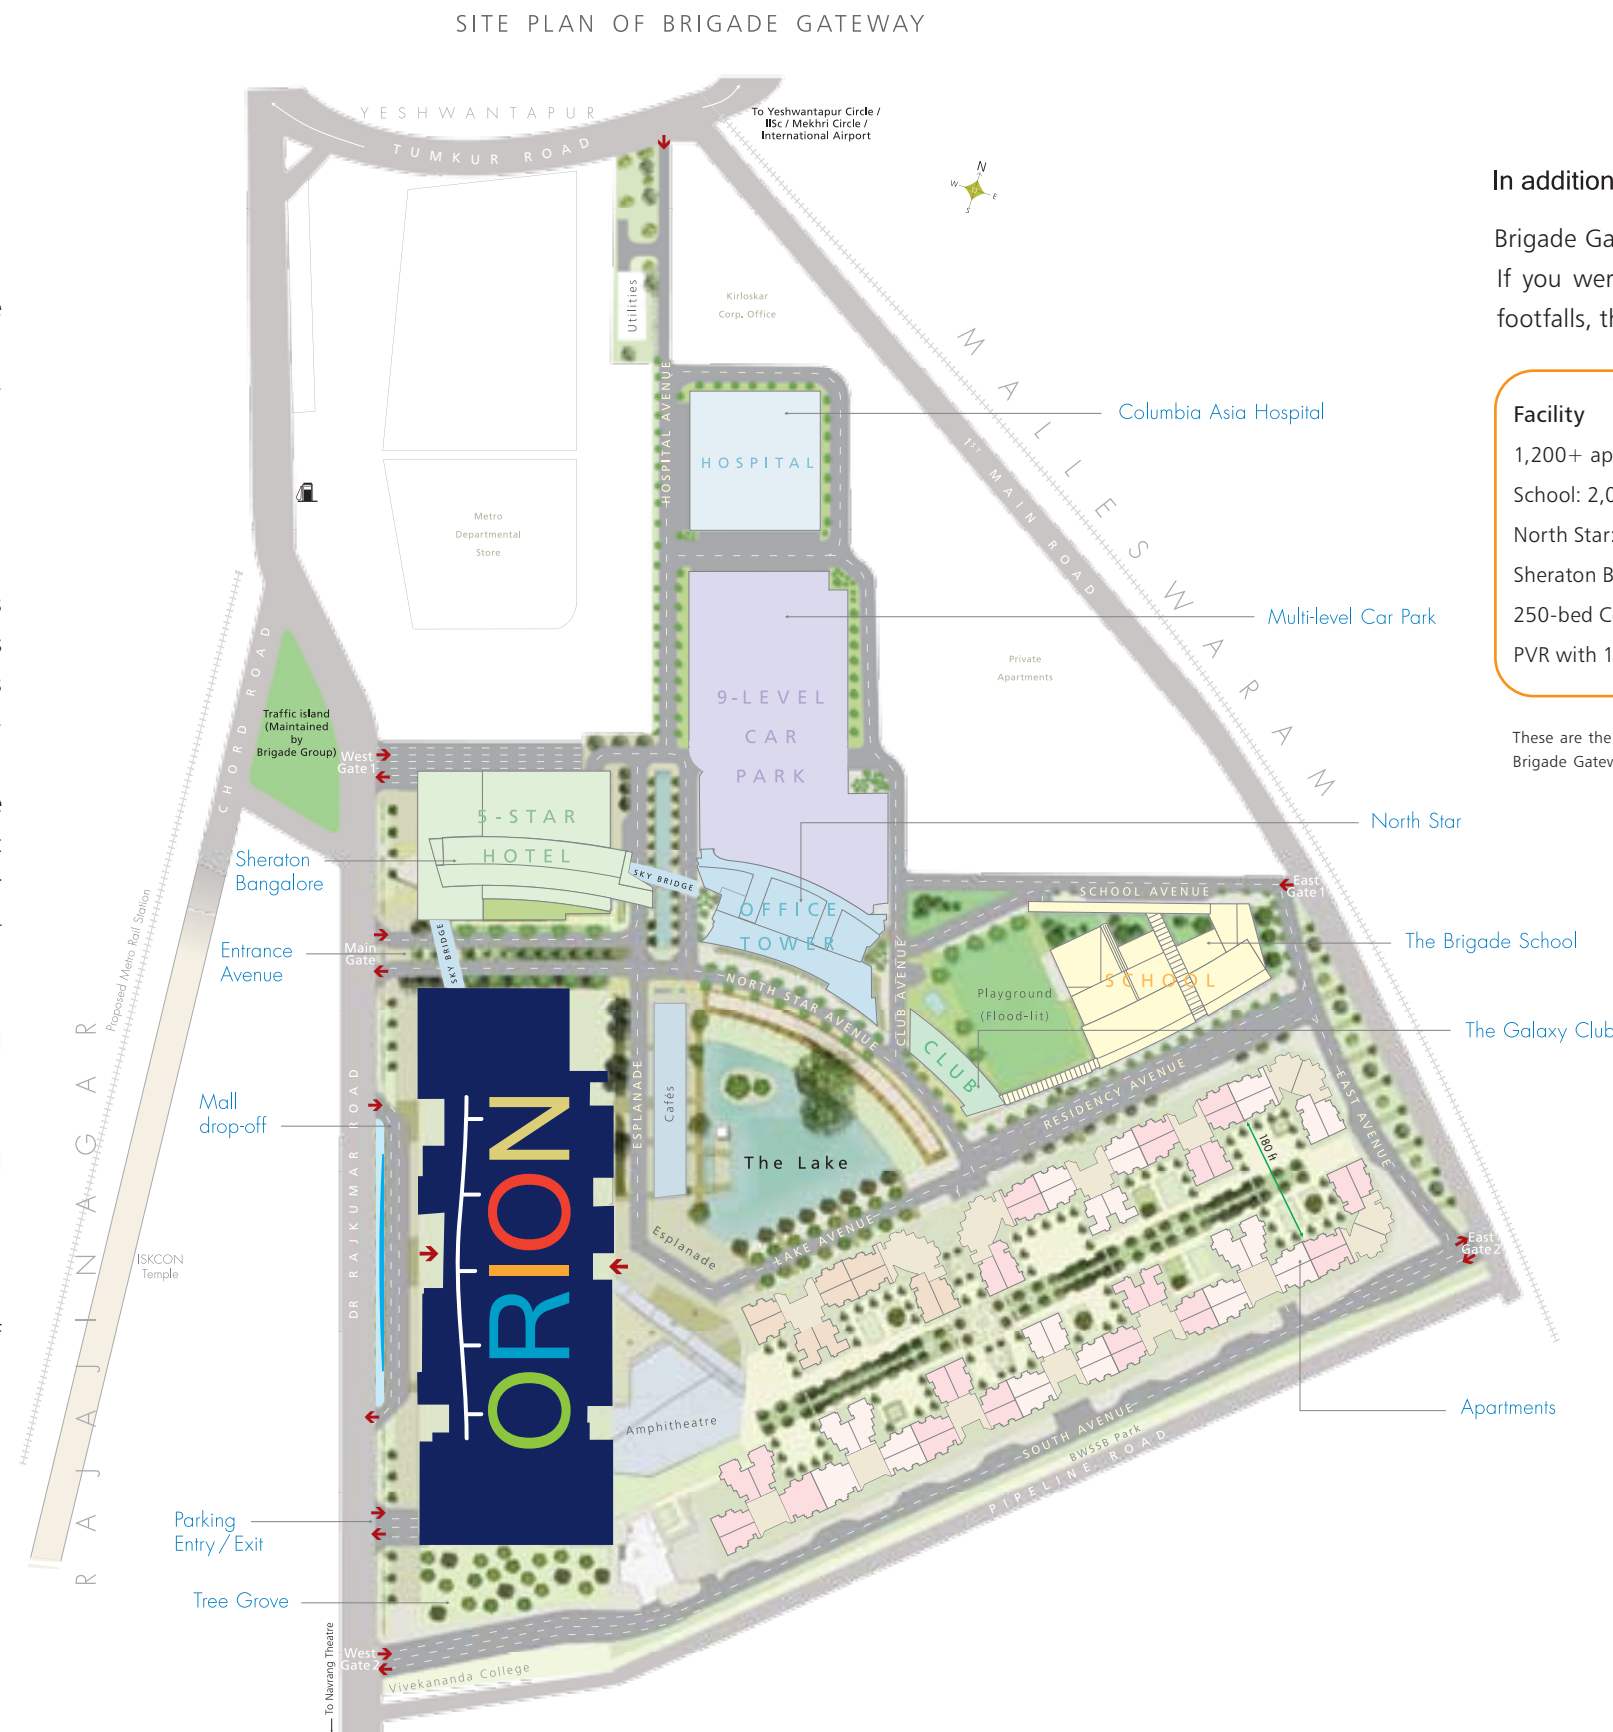 SITE PLAN OF BRIGADE GATEWAY
YESHWANTAPUR
TUMKUR ROAD
To Yeshwantapur Circle /
IISc / Mekhri Circle /
International Airport
N
W
E
S
In addition
Brigade Ga
If you wer
footfalls, th
Utilities
Kirloskar
Corp. Office
MALLESWARAM
1ST MAIN ROAD
HOSPITAL AVENUE
HOSPITAL
Columbia Asia Hospital
Facility
1,200+ ap
School: 2,0
North Star:
Sheraton B
250-bed C
PVR with 1
Metro
Departmental
Store
Multi-level Car Park
Private
Apartments
9-LEVEL
CAR
PARK
CHORD ROAD
Traffic island
(Maintained
by
Brigade Group)
West
Gate 1
These are the
Brigade Gatew
5-STAR
HOTEL
North Star
Sheraton
Bangalore
SKY BRIDGE
OFFICE
TOWER
SCHOOL AVENUE
East
Gate 1
Proposed Metro Rail Station
Entrance
Avenue
Main
Gate
SKY BRIDGE
The Brigade School
SCHOOL
Playground
(Flood-lit)
NORTH STAR AVENUE
CLUB AVENUE
CLUB
The Galaxy Club
RAJAJINAGAR
DR RAJKUMAR ROAD
ESPLANADE
Cafés
RESIDENCY AVENUE
EAST AVENUE
Mall
drop-off
ORION
The Lake
180 ft
ISKCON
Temple
Esplanade
LAKE AVENUE
East
Gate 2
Amphitheatre
Apartments
SOUTH AVENUE
BWSSB Park
PIPELINE ROAD
Parking
Entry / Exit
Tree Grove
To Navrang Theatre
West
Gate 2
Vivekananda College